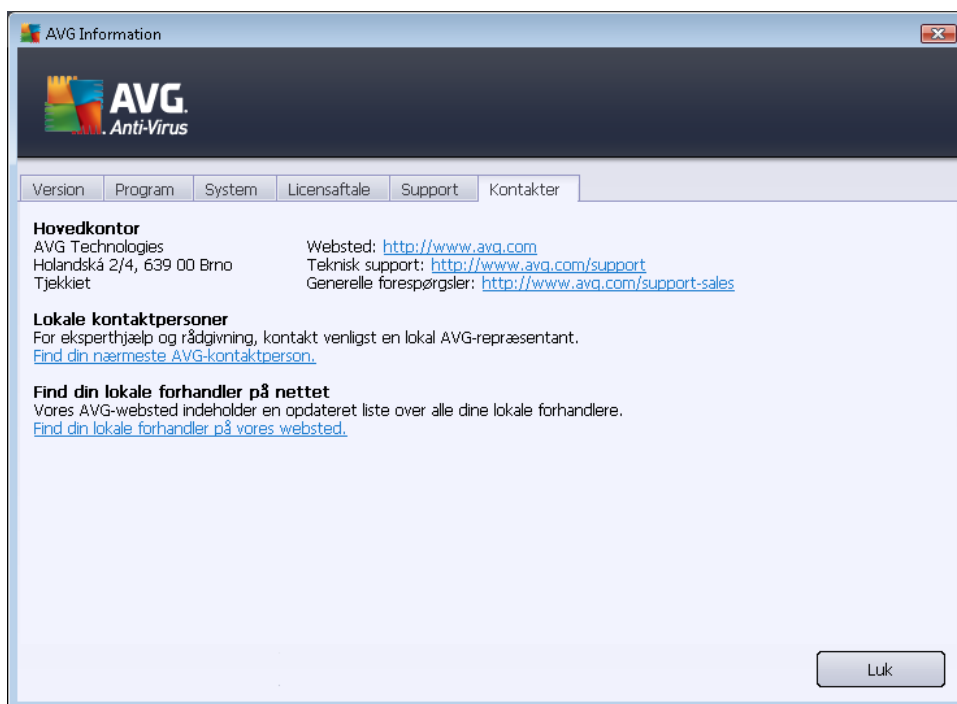 AVG Information
AVG.
Anti-Virus
Version Program System Licensaftale Support Kontakter
Hovedkontor
AVG Technologies
Holandská 2/4, 639 00 Brno
Tjekkiet
Websted: http://www.avg.com
Teknisk support: http://www.avg.com/support
Generelle forespørgsler: http://www.avg.com/support-sales
Lokale kontaktpersoner
For eksperthjælp og rådgivning, kontakt venligst en lokal AVG-repræsentant.
Find din nærmeste AVG-kontaktperson.
Find din lokale forhandler på nettet
Vores AVG-websted indeholder en opdateret liste over alle dine lokale forhandlere.
Find din lokale forhandler på vores websted.
Luk